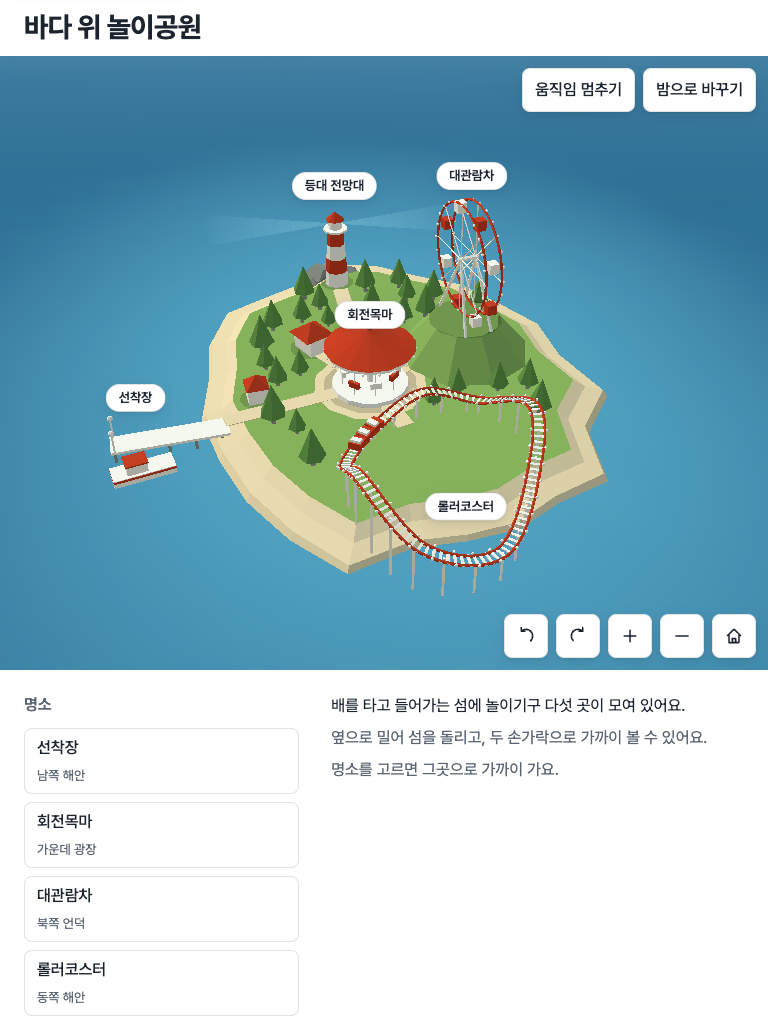 바다 위 놀이공원
움직임 멈추기
밤으로 바꾸기
등대 전망대
대관람차
회전목마
선착장
롤러코스터
명소
선착장
남쪽 해안
회전목마
가운데 광장
대관람차
북쪽 언덕
롤러코스터
동쪽 해안
배를 타고 들어가는 섬에 놀이기구 다섯 곳이 모여 있어요.
옆으로 밀어 섬을 돌리고, 두 손가락으로 가까이 볼 수 있어요.
명소를 고르면 그곳으로 가까이 가요.